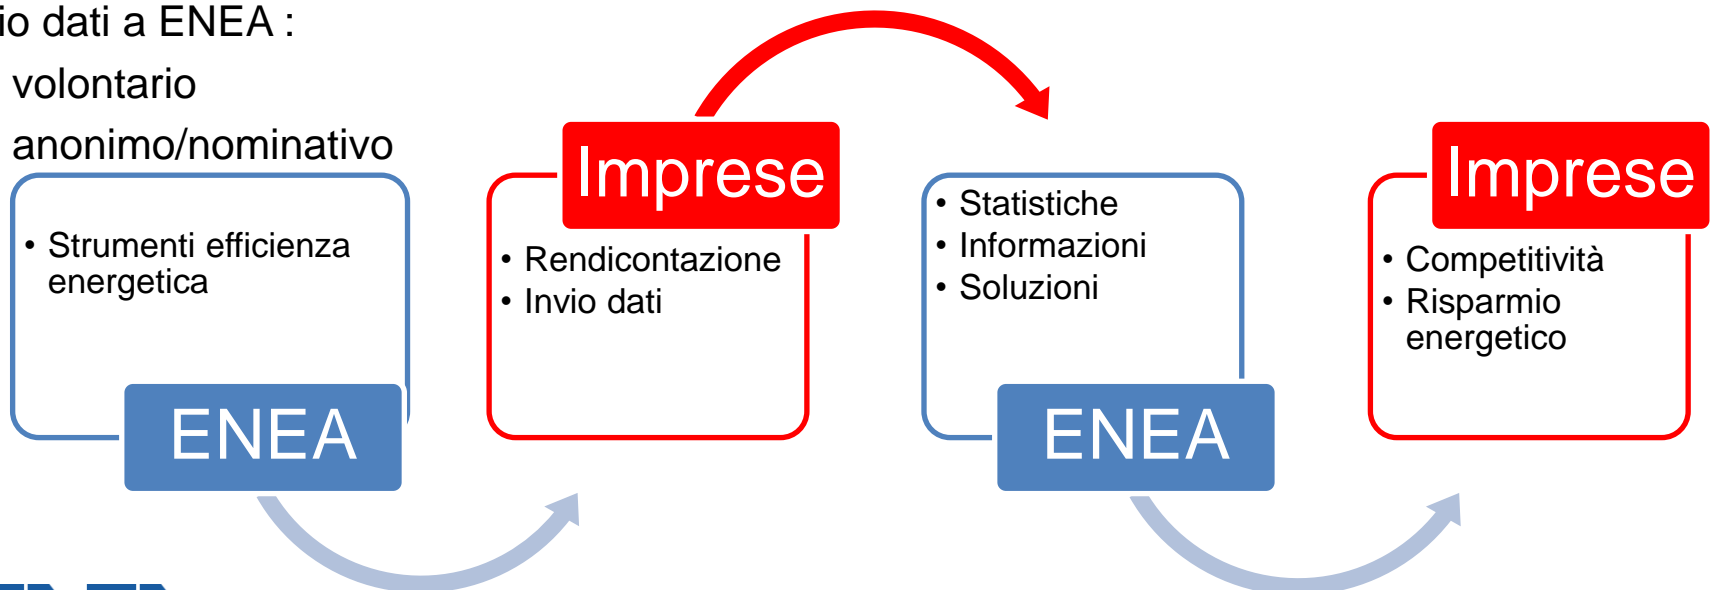 io dati a ENEA :
volontario
anonimo/nominativo
• Strumenti efficienza
energetica
ENEA
Imprese
• Rendicontazione
• Invio dati
• Statistiche
• Informazioni
• Soluzioni
ENEA
Imprese
• Competitività
• Risparmio
energetico